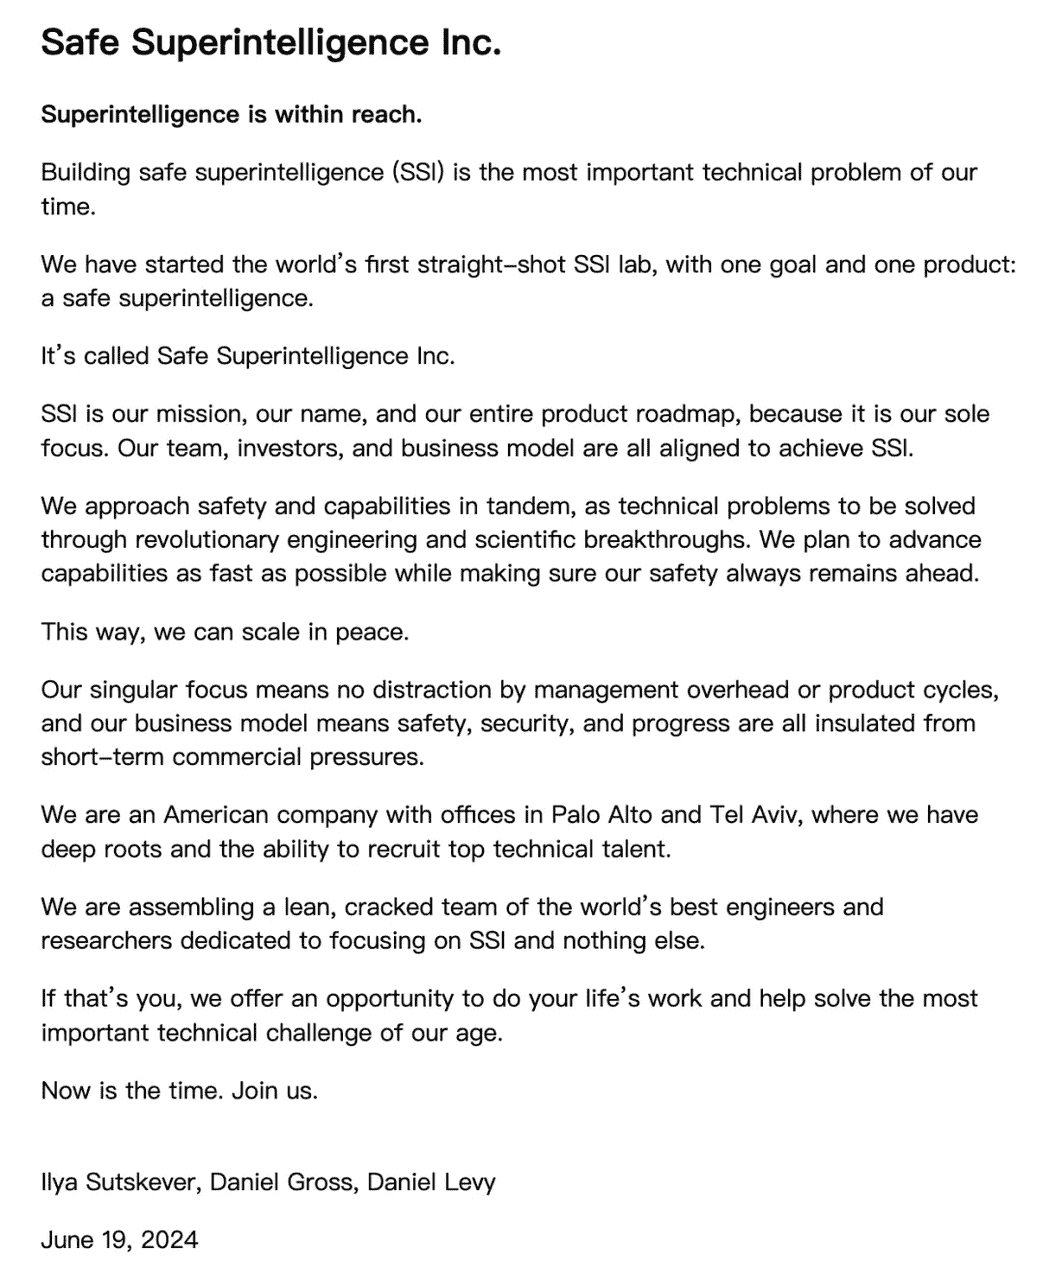 Safe Superintelligence Inc.
Superintelligence is within reach.
Building safe superintelligence (SSI) is the most important technical problem of our
time.
We have started the world’s first straight–shot SSI lab, with one goal and one product:
a safe superintelligence.
It’s called Safe Superintelligence Inc.
SSI is our mission, our name, and our entire product roadmap, because it is our sole
focus. Our team, investors, and business model are all aligned to achieve SSI.
We approach safety and capabilities in tandem, as technical problems to be solved
through revolutionary engineering and scientific breakthroughs. We plan to advance
capabilities as fast as possible while making sure our safety always remains ahead.
This way, we can scale in peace.
Our singular focus means no distraction by management overhead or product cycles,
and our business model means safety, security, and progress are all insulated from
short–term commercial pressures.
We are an American company with offices in Palo Alto and Tel Aviv, where we have
deep roots and the ability to recruit top technical talent.
We are assembling a lean, cracked team of the world’s best engineers and
researchers dedicated to focusing on SSI and nothing else.
If that’s you, we offer an opportunity to do your life’s work and help solve the most
important technical challenge of our age.
Now is the time. Join us.
Ilya Sutskever, Daniel Gross, Daniel Levy
June 19, 2024